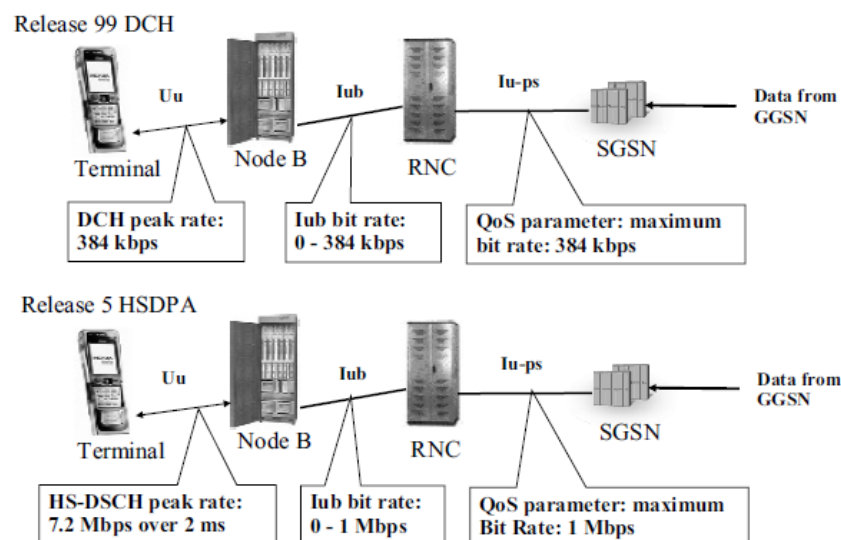 Release 99 DCH
Uu
Iub
Iu-ps
Data from
GGSN
Terminal
Node B
RNC
SGSN
DCH peak rate:
384 kbps
Iub bit rate:
0 - 384 kbps
QoS parameter: maximum
bit rate: 384 kbps
Release 5 HSDPA
Uu
Iub
Iu-ps
Data from
GGSN
Terminal
Node B
RNC
SGSN
HS-DSCH peak rate:
7.2 Mbps over 2 ms
Iub bit rate:
0 - 1 Mbps
QoS parameter: maximum
Bit Rate: 1 Mbps